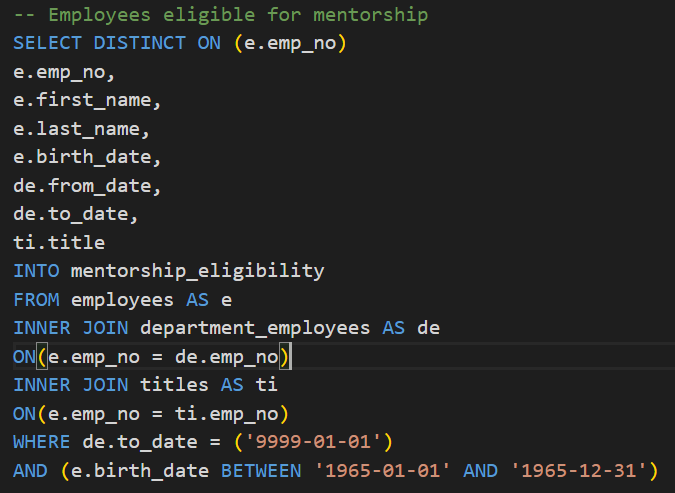 -- Employees eligible for mentorship
SELECT DISTINCT ON (e.emp_no)
e.emp_no,
e.first_name,
e.last_name,
e.birth_date,
de.from_date,
de.to_date,
ti.title
INTO mentorship_eligibility
FROM employees AS e
INNER JOIN department_employees AS de
ON(e.emp_no = de.emp_no)
INNER JOIN titles AS ti
ON(e.emp_no = ti.emp_no)
WHERE de.to_date = ('9999-01-01')
AND (e.birth_date BETWEEN '1965-01-01' AND '1965-12-31')